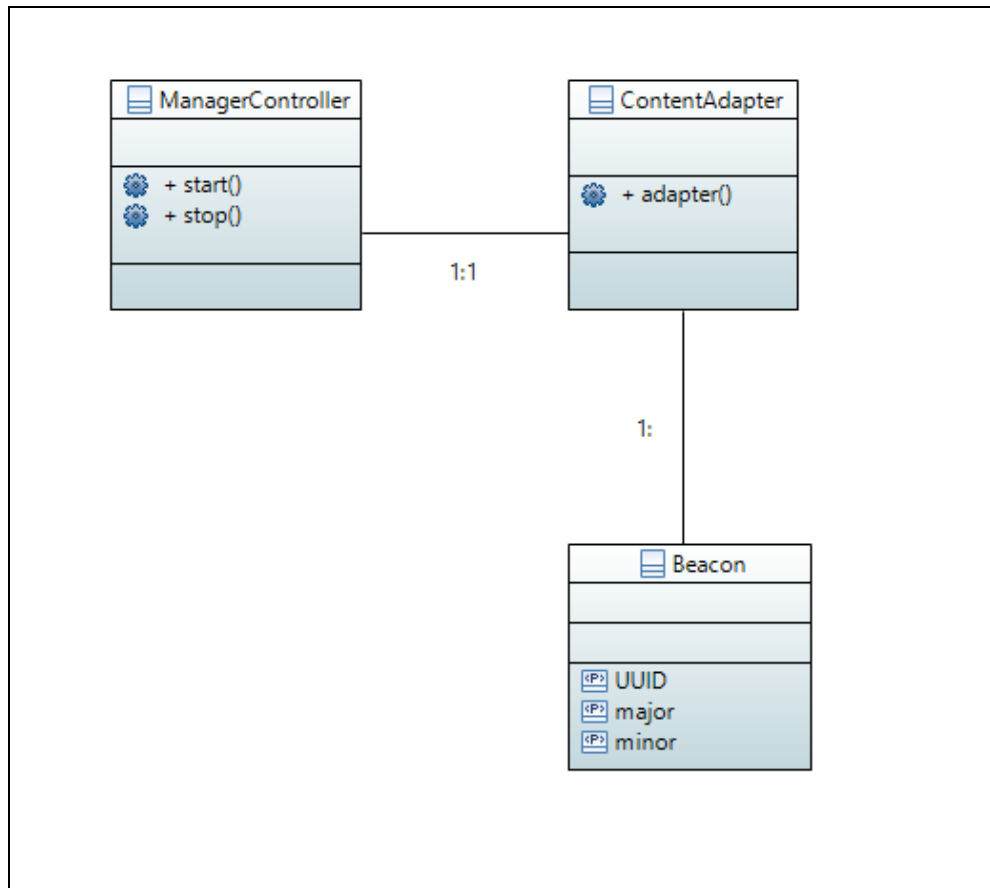 ManagerController
+ start()
+ stop()
ContentAdapter
+ adapter()
1:1
1:
Beacon
<P> UUID
<P> major
<P> minor